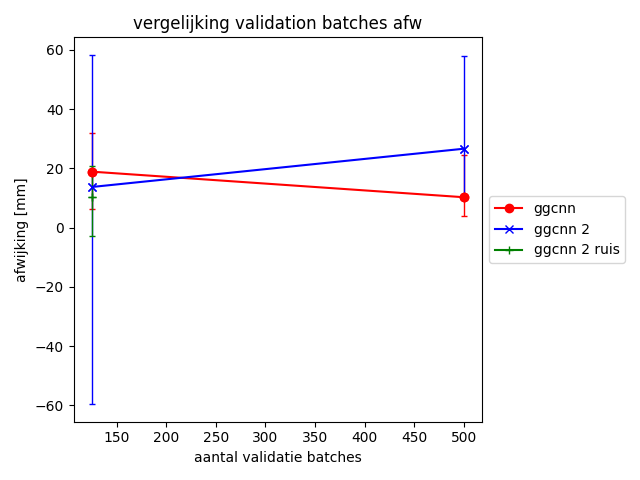 vergelijking validation batches afw
60
40
20
0
−20
−40
−60
afwijking [mm]
150 200 250 300 350 400 450 500
aantal validatie batches
ggcnn
ggcnn 2
ggcnn 2 ruis